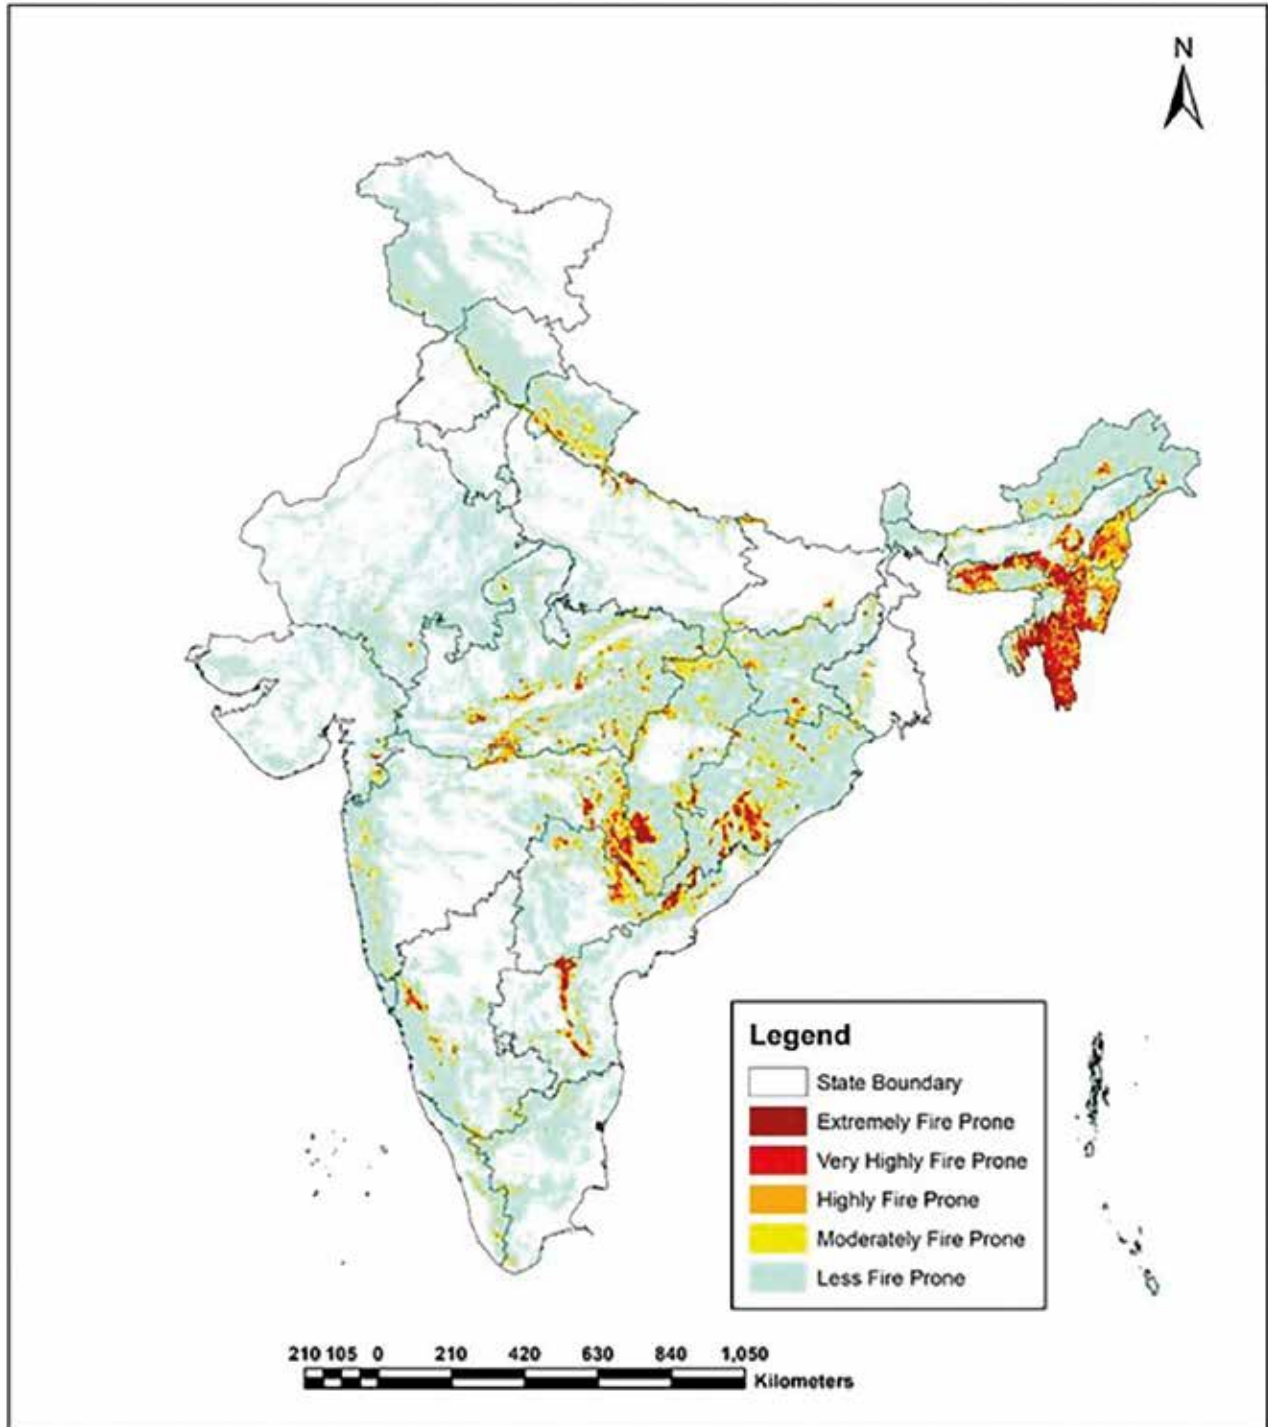 N
Legend
State Boundary
Extremely Fire Prone
Very Highly Fire Prone
Highly Fire Prone
Moderately Fire Prone
Less Fire Prone
210 105 0 210 420 630 840 1,050
Kilometers